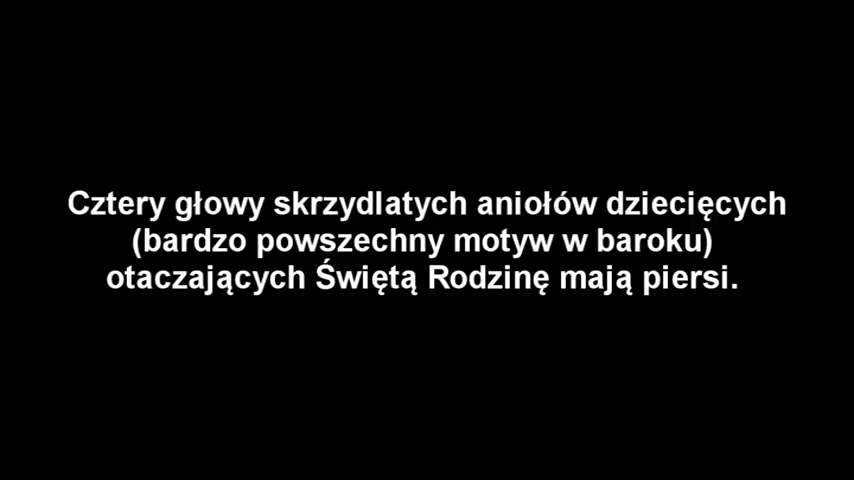 Cztery głowy skrzydlatych aniołów dziecięcych
(bardzo powszechny motyw w baroku)
otaczających Świętą Rodzinę mają piersi.